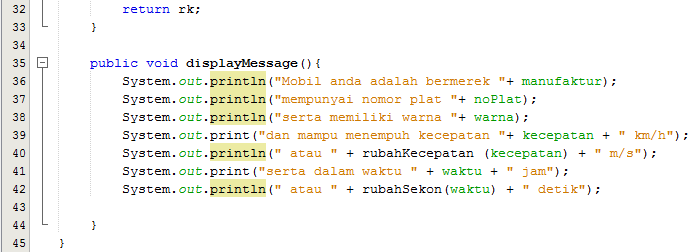 32 return rk;
33 }
34
35 public void displayMessage(){
36 System.out.println("Mobil anda adalah bermerek "+ manufaktur);
37 System.out.println("mempunyai nomor plat "+ noPlat);
38 System.out.println("serta memiliki warna "+ warna);
39 System.out.print("dan mampu menempuh kecepatan "+ kecepatan + " km/h");
40 System.out.println(" atau " + rubahKecepatan (kecepatan) + " m/s");
41 System.out.print("serta dalam waktu " + waktu + " jam");
42 System.out.println(" atau " + rubahSekon(waktu) + " detik");
43
44 }
45 }